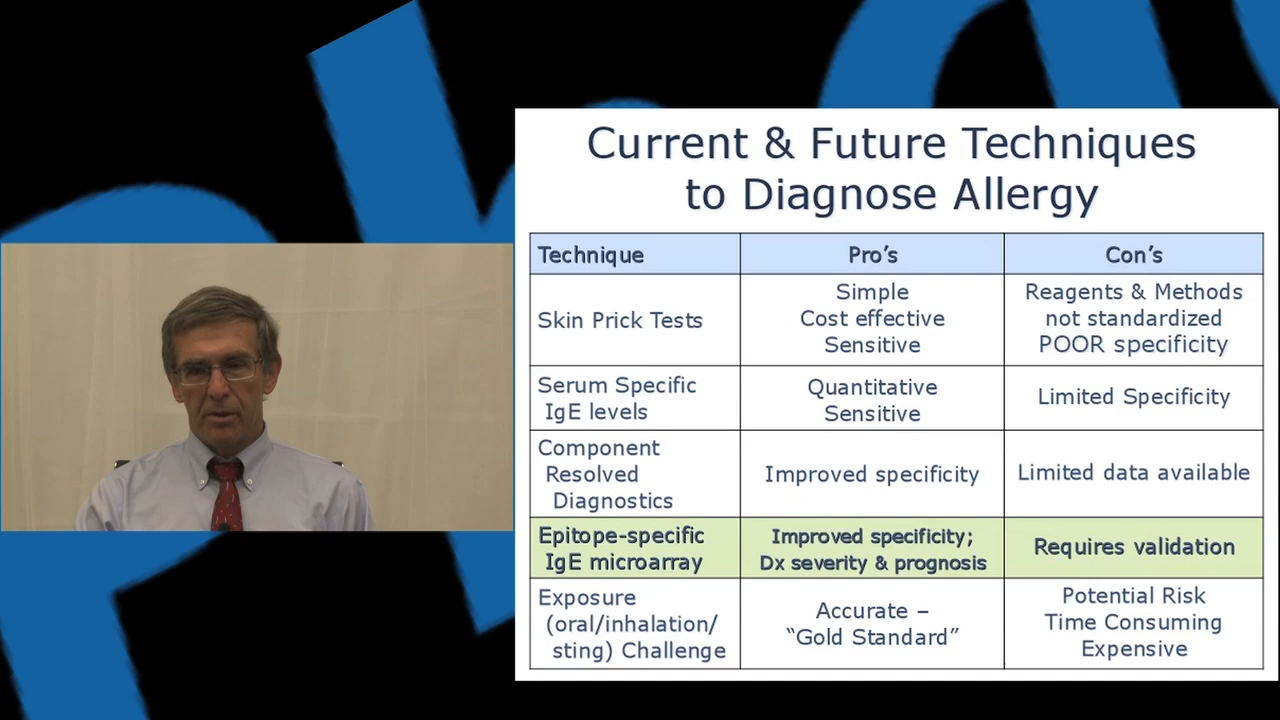 Current & Future Techniques
to Diagnose Allergy
Technique
Pro's
Con's
Skin Prick Tests
Simple
Cost effective
Sensitive
Reagents & Methods
not standardized
POOR specificity
Serum Specific
IgE levels
Quantitative
Sensitive
Limited Specificity
Component
Resolved
Diagnostics
Improved specificity
Limited data available
Epitope-specific
IgE microarray
Improved specificity;
Dx severity & prognosis
Requires validation
Exposure
(oral/inhalation/
sting) Challenge
Accurate –
“Gold Standard”
Potential Risk
Time Consuming
Expensive